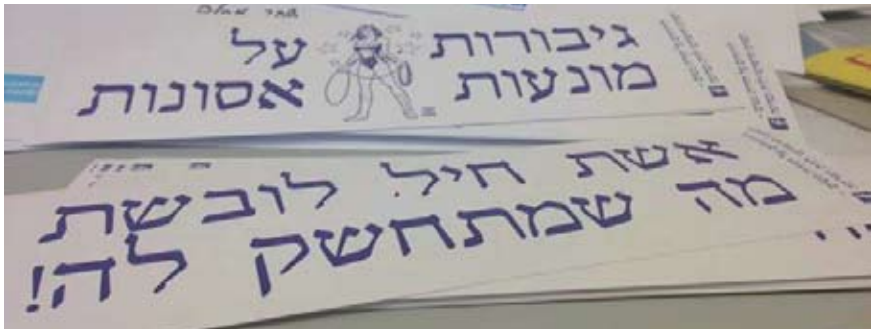 גיבורות על
מונעות אסונות
אשת חיל לובשת
מה שמתחשק לה!